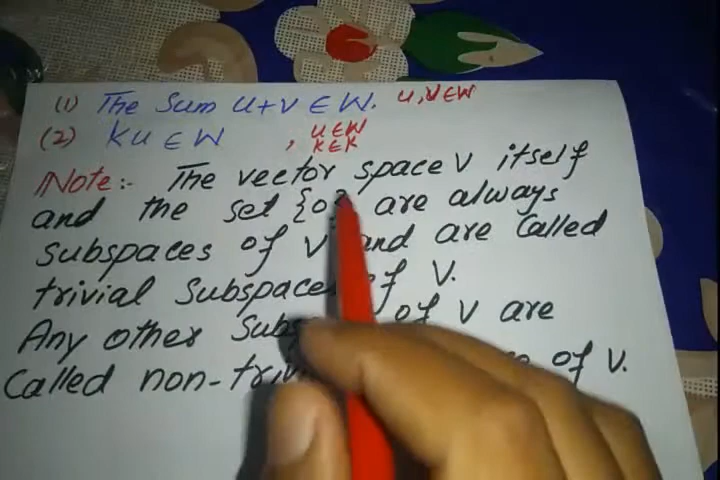 (1) The Sum u+v ∈ W. u,v∈W
(2) Ku ∈ W , u∈W
K∈K
Note:- The vector space V itself
and the set {0} are always
subspaces of V and are called
trivial Subspaces of V.
Any other of V are
Called of V.